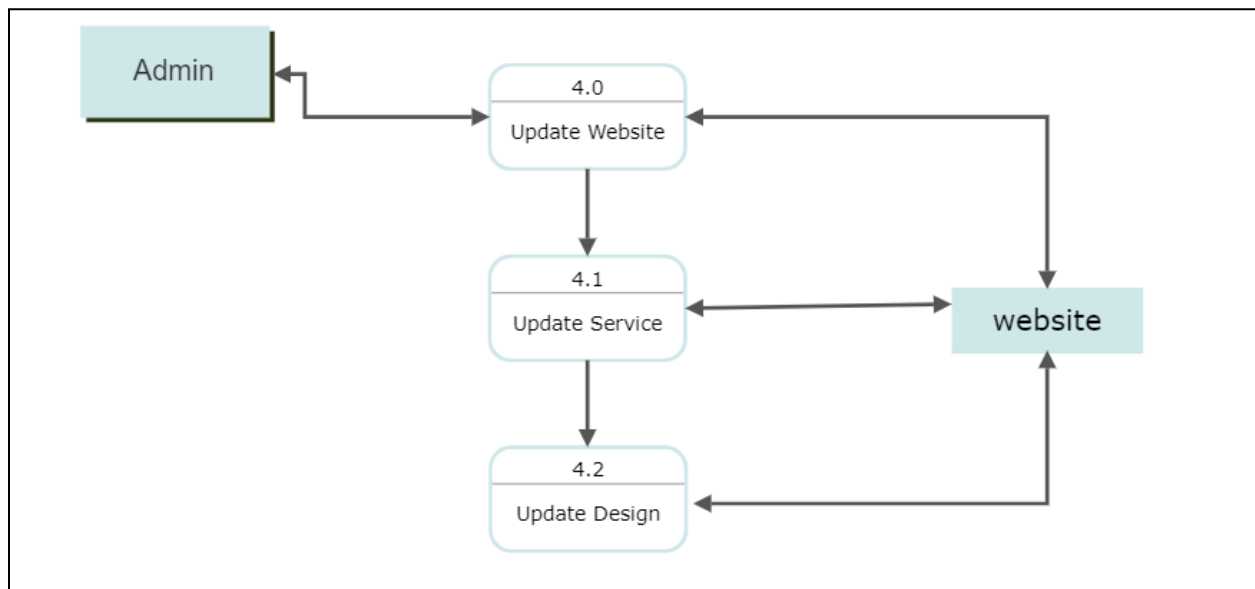 Admin
4.0
Update Website
4.1
Update Service
website
4.2
Update Design